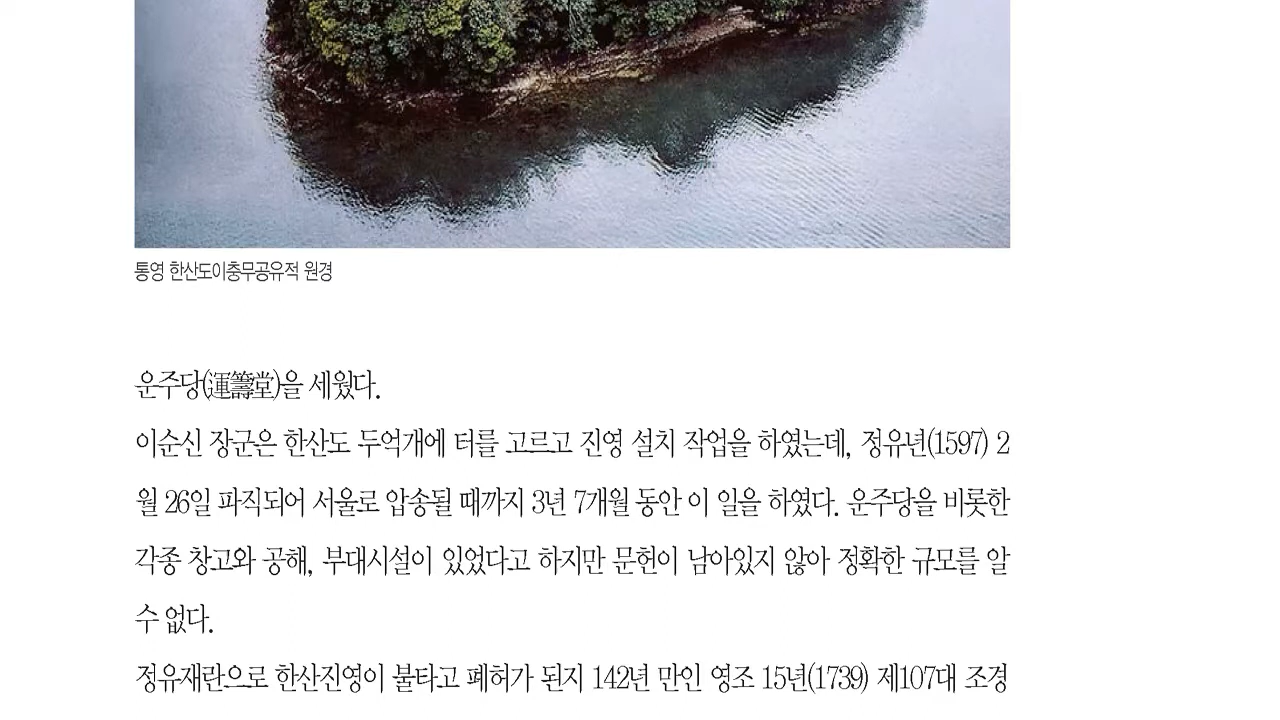 통영 한산도이충무공유적 원경
운주당(運籌堂)을 세웠다.
이순신 장군은 한산도 두억개에 터를 고르고 진영 설치 작업을 하였는데, 정유년(1597) 2
월 26일 파직되어 서울로 압송될 때까지 3년 7개월 동안 이 일을 하였다. 운주당을 비롯한
각종 창고와 공해, 부대시설이 있었다고 하지만 문헌이 남아있지 않아 정확한 규모를 알
수 없다.
정유재란으로 한산진영이 불타고 폐허가 된지 142년 만인 영조 15년(1739) 제107대 조경